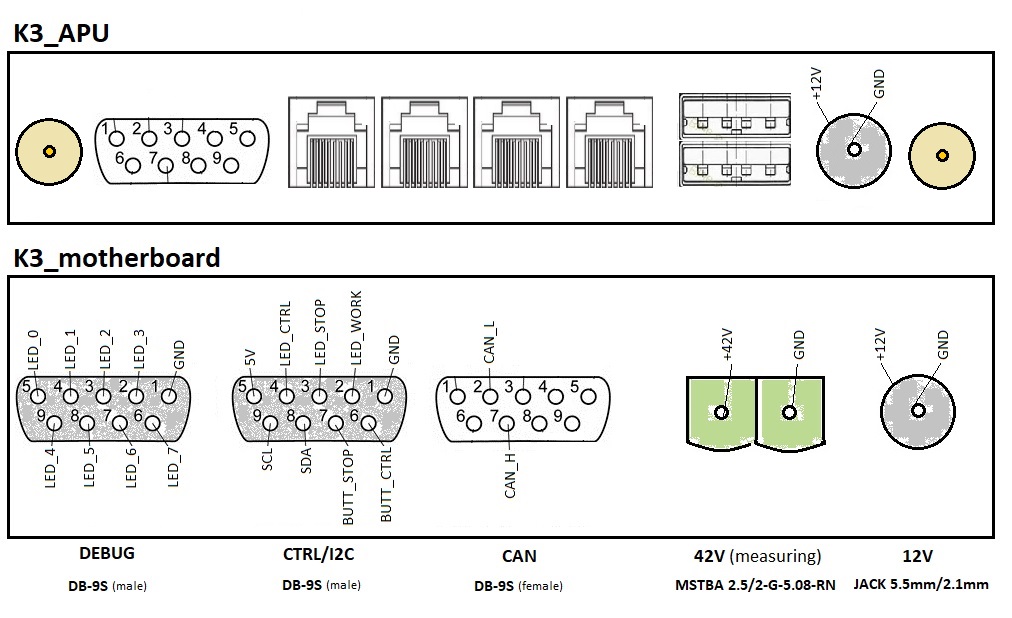 K3_APU
+12V GND
1 2 3 4 5
6 7 8 9
K3_motherboard
LED_0 LED_1 LED_2 LED_3 GND
5 4 3 2 1
9 8 7 6
LED_4 LED_5 LED_6 LED_7
5V LED_CTRL LED_STOP LED_WORK GND
5 4 3 2 1
9 8 7 6
SCL SDA BUTT_STOP BUTT_CTRL
CAN_L
1 2 3 4 5
6 7 8 9
CAN_H
+42V GND
+12V GND
DEBUG CTRL/I2C CAN 42V (measuring) 12V
DB-9S (male) DB-9S (male) DB-9S (female) MSTBA 2.5/2-G-5.08-RN JACK 5.5mm/2.1mm